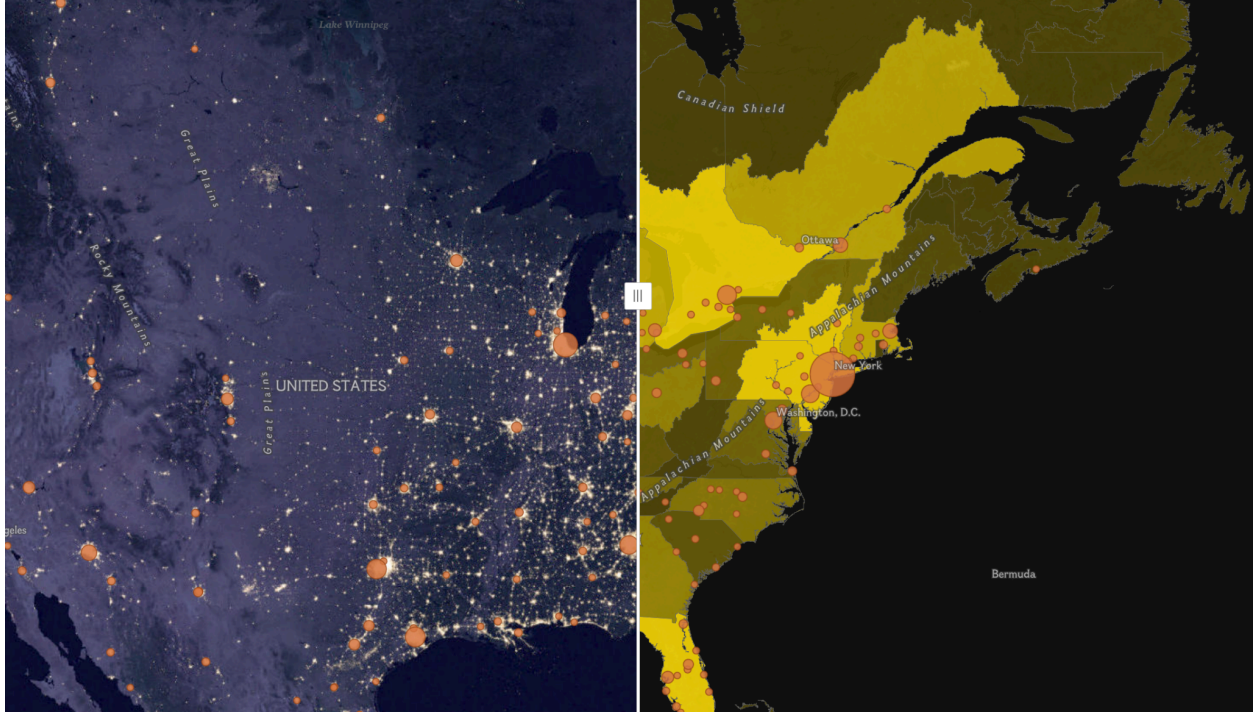 Lake Winnipeg
ains
Great Plains
Rocky Mountains
UNITED STATES
Great Plains
geles
Canadian Shield
Ottawa
Appalachian Mountains
New York
Washington, D.C.
Appalachian Mountains
Bermuda